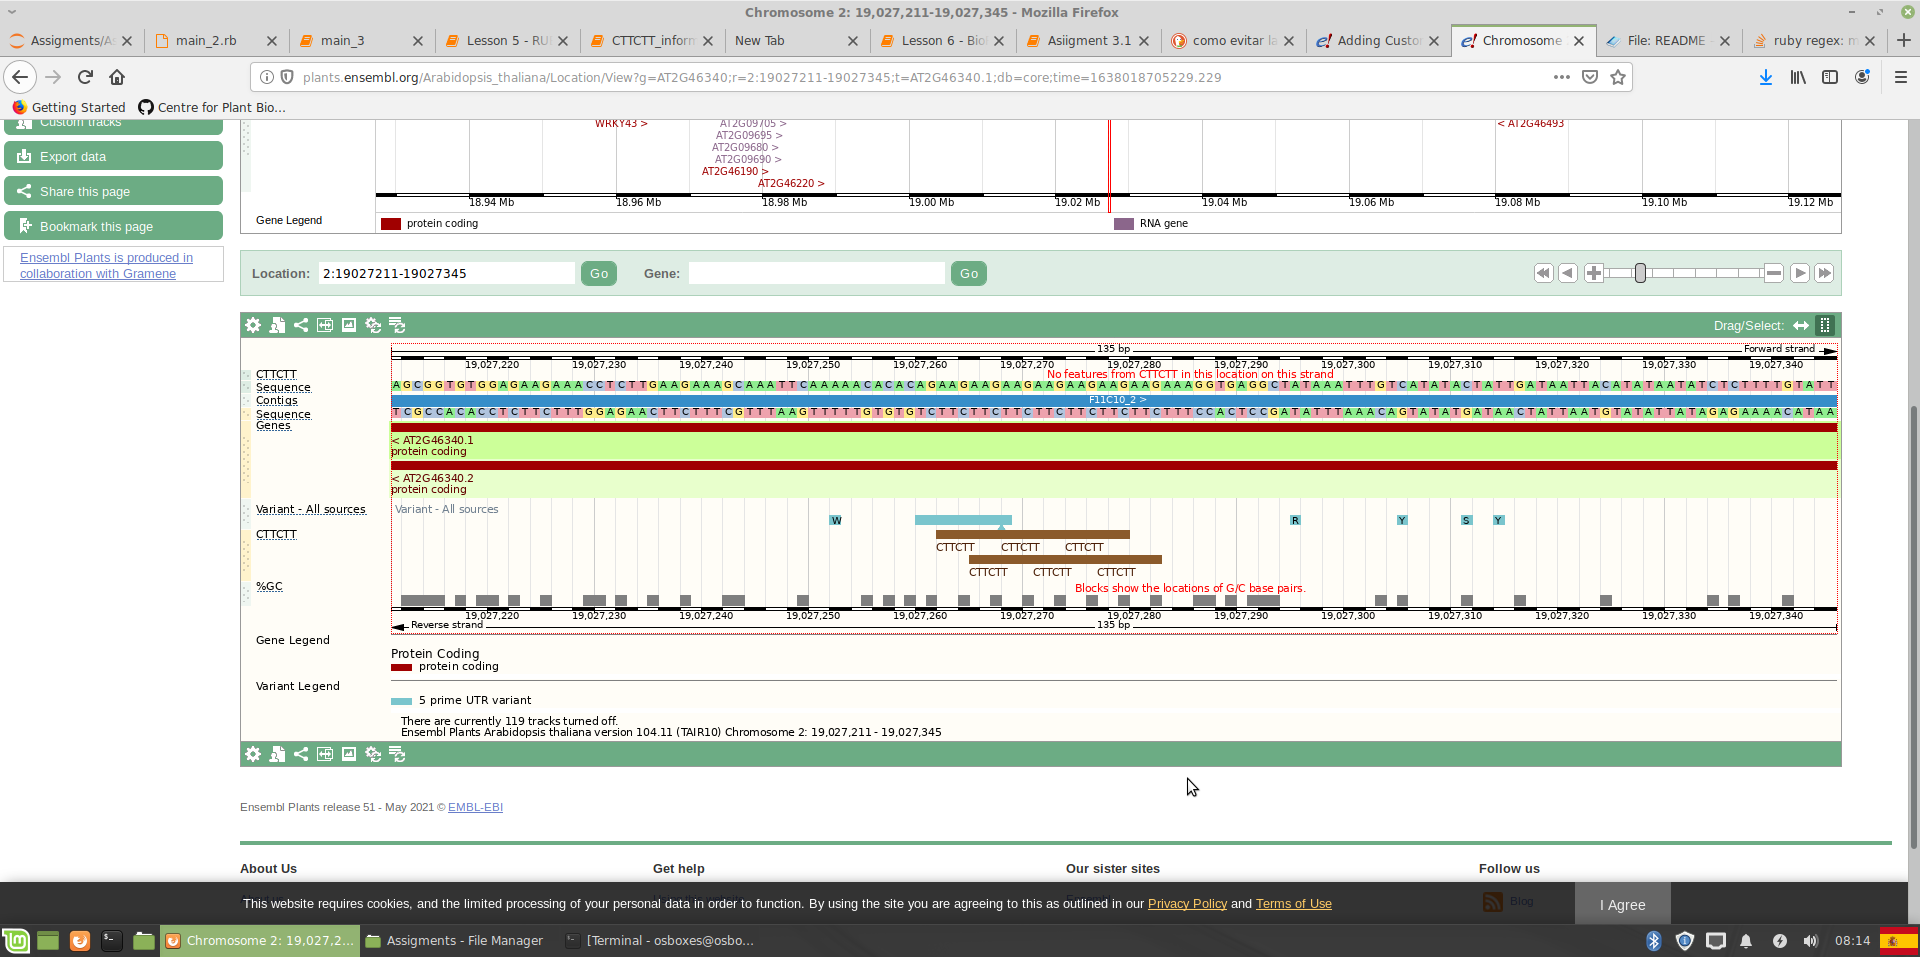 Chromosome 2: 19,027,211-19,027,345 - Mozilla Firefox
Assigments/A
main_2.rb
main_3
Lesson 5 - RU
CTTCTT_inform
New Tab
Lesson 6 - Bio
Asiigment 3.1
como evitar la
Adding Custo
Chromosome
File: README
ruby regex: m
plants.ensembl.org/Arabidopsis_thaliana/Location/View?g=AT2G46340;r=2:19027211-19027345;t=AT2G46340.1;db=core;time=1638018705229.229
Getting Started
Centre for Plant Bio...
Custom tracks
Export data
Share this page
Bookmark this page
Ensembl Plants is produced in
collaboration with Gramene
WRKY43 >
AT2G09705 >
< AT2G46493
AT2G09695 >
AT2G09680 >
AT2G09690 >
AT2G46190 >
AT2G46220 >
18.94 Mb 18.96 Mb 18.98 Mb 19.00 Mb 19.02 Mb 19.04 Mb 19.06 Mb 19.08 Mb 19.10 Mb 19.12 Mb
Gene Legend
protein coding
RNA gene
Location: 2:19027211-19027345 Go Gene: Go
Drag/Select:
135 bp Forward strand
19,027,220 19,027,230 19,027,240 19,027,250 19,027,260 19,027,270 19,027,280 19,027,290 19,027,300 19,027,310 19,027,320 19,027,330 19,027,340
CTTCTT No features from CTTCTT in this location on this strand
Sequence
Contigs F11C10_2 >
Sequence
Genes
< AT2G46340.1
protein coding
< AT2G46340.2
protein coding
Variant - All sources Variant - All sources
W R Y S Y
CTTCTT
CTTCTT CTTCTT CTTCTT
CTTCTT CTTCTT CTTCTT
%GC Blocks show the locations of G/C base pairs.
19,027,220 19,027,230 19,027,240 19,027,250 19,027,260 19,027,270 19,027,280 19,027,290 19,027,300 19,027,310 19,027,320 19,027,330 19,027,340
Reverse strand 135 bp
Gene Legend
Protein Coding
protein coding
Variant Legend
5 prime UTR variant
There are currently 119 tracks turned off.
Ensembl Plants Arabidopsis thaliana version 104.11 (TAIR10) Chromosome 2: 19,027,211 - 19,027,345
Ensembl Plants release 51 - May 2021 © EMBL-EBI
About Us
Get help
Our sister sites
Follow us
Blog
This website requires cookies, and the limited processing of your personal data in order to function. By using the site you are agreeing to this as outlined in our Privacy Policy and Terms of Use
I Agree
Chromosome 2: 19,027,2...
Assigments - File Manager
[Terminal - osboxes@osbo...
08:14